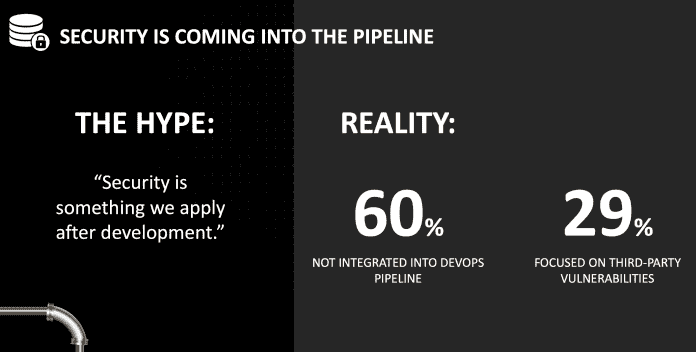 SECURITY IS COMING INTO THE PIPELINE
THE HYPE:
“Security is
something we apply
after development.”
REALITY:
60%
NOT INTEGRATED INTO DEVOPS
PIPELINE
29%
FOCUSED ON THIRD-PARTY
VULNERABILITIES